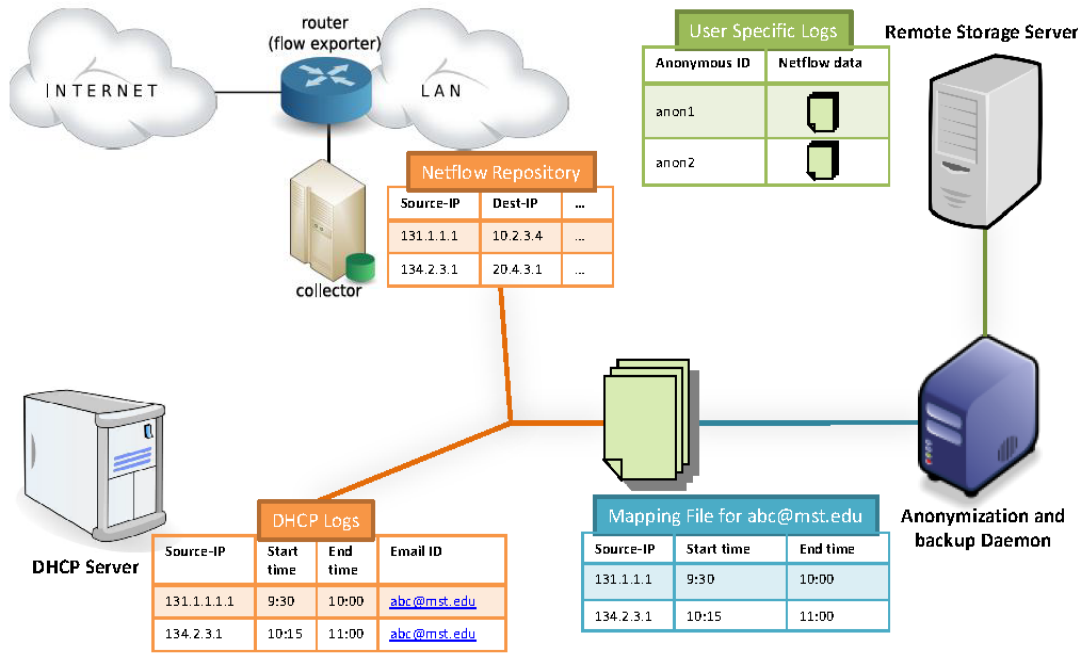 router
(flow exporter)
INTERNET
LAN
collector
Netflow Repository
Source-IP Dest-IP ...
131.1.1.1 10.2.3.4 ...
134.2.3.1 20.4.3.1 ...
User Specific Logs
Anonymous ID Netflow data
anon1
anon2
Remote Storage Server
DHCP Server
DHCP Logs
Source-IP Start time End time Email ID
131.1.1.1.1 9:30 10:00 abc@mst.edu
134.2.3.1 10:15 11:00 abc@mst.edu
Mapping File for abc@mst.edu
Source-IP Start time End time
131.1.1.1 9:30 10:00
134.2.3.1 10:15 11:00
Anonymization and
backup Daemon